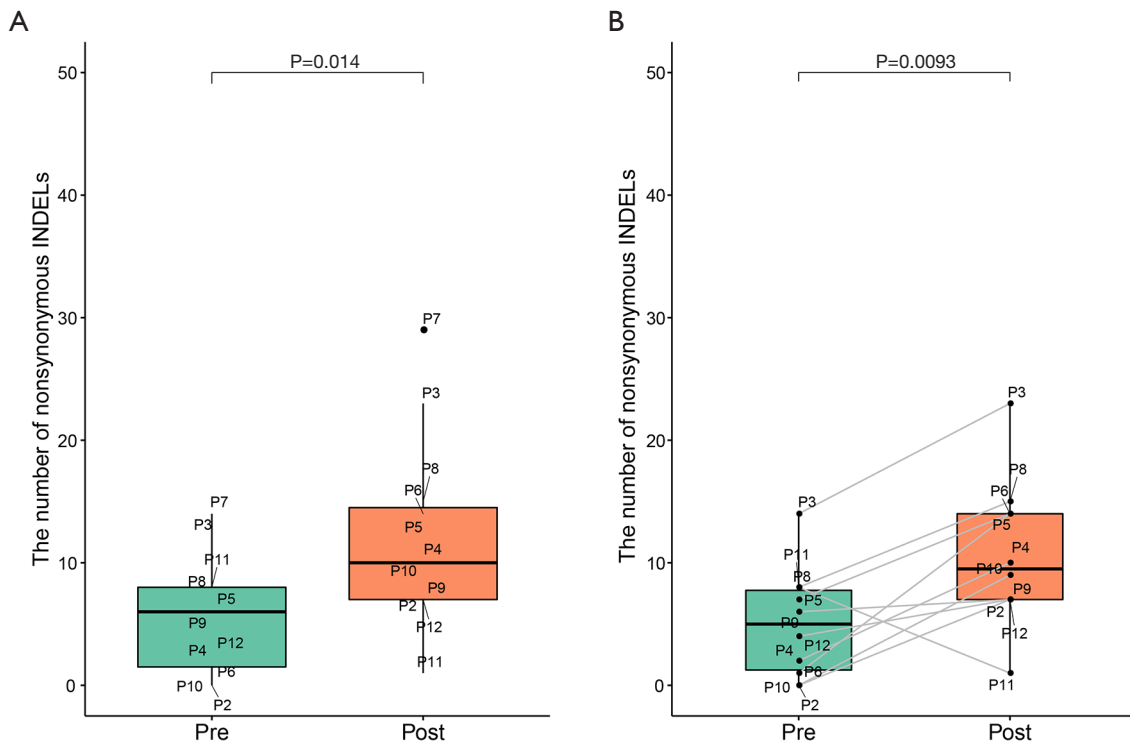 A
P=0.014
The number of nonsynonymous INDELs
50
40
30
20
10
0
P7
P3
P8
P6
P5
P4
P10
P9
P2
P12
P11
P7
P3
P11
P8
P5
P9
P12
P4
P6
P10
P2
Pre
Post
B
P=0.0093
The number of nonsynonymous INDELs
50
40
30
20
10
0
P3
P8
P6
P5
P4
P10
P9
P2
P12
P11
P3
P11
P8
P5
P9
P12
P4
P6
P10
P2
Pre
Post